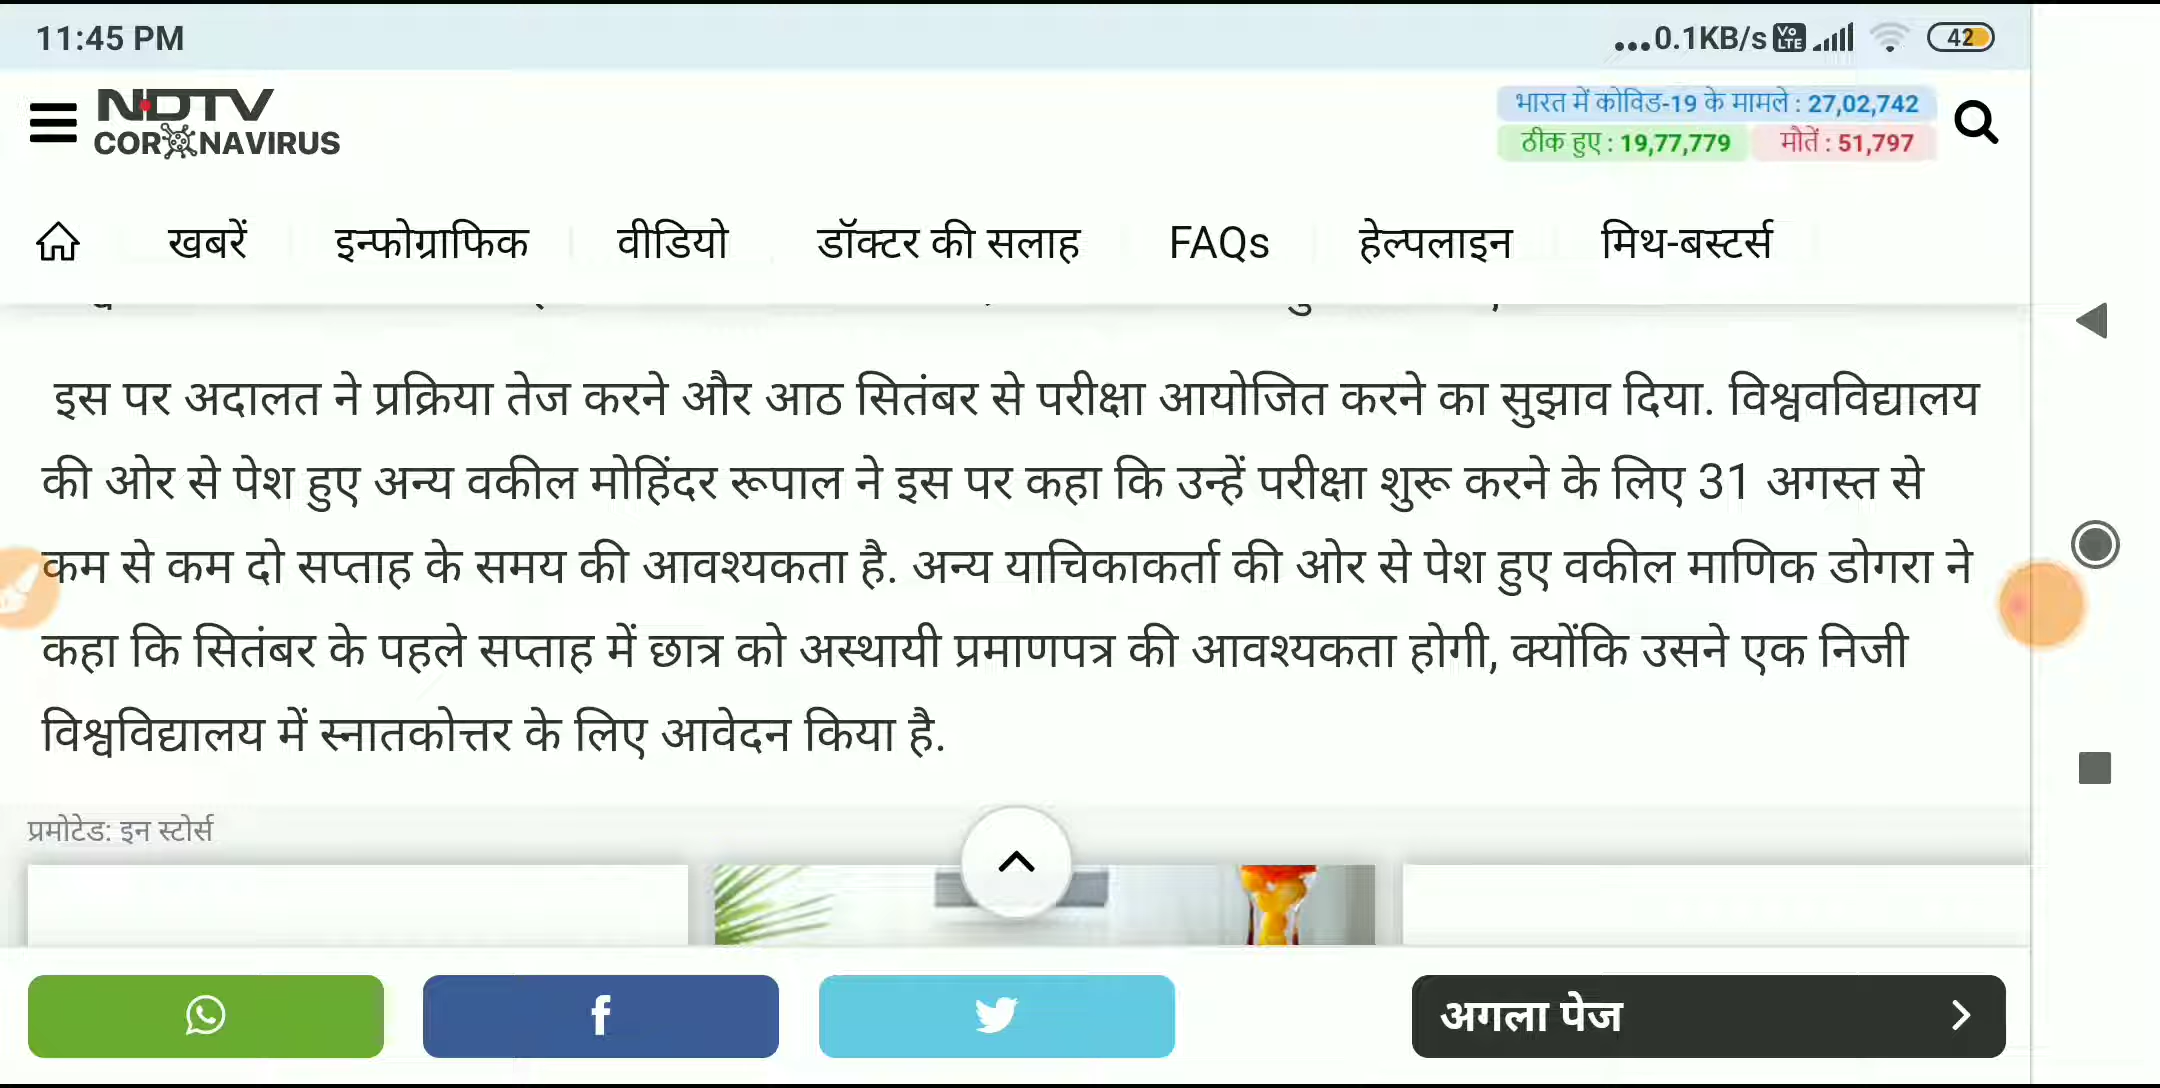 11:45 PM
...0.1KB/s Vo LTE 42
NDTV
CORONAVIRUS
भारत में कोविड-19 के मामले : 27,02,742
ठीक हुए : 19,77,779 मौतें : 51,797
खबरें इन्फोग्राफिक वीडियो डॉक्टर की सलाह FAQs हेल्पलाइन मिथ-बस्टर्स
इस पर अदालत ने प्रक्रिया तेज करने और आठ सितंबर से परीक्षा आयोजित करने का सुझाव दिया. विश्ववविद्यालय
की ओर से पेश हुए अन्य वकील मोहिंदर रूपाल ने इस पर कहा कि उन्हें परीक्षा शुरू करने के लिए 31 अगस्त से
कम से कम दो सप्ताह के समय की आवश्यकता है. अन्य याचिकाकर्ता की ओर से पेश हुए वकील माणिक डोगरा ने
कहा कि सितंबर के पहले सप्ताह में छात्र को अस्थायी प्रमाणपत्र की आवश्यकता होगी, क्योंकि उसने एक निजी
विश्वविद्यालय में स्नातकोत्तर के लिए आवेदन किया है.
प्रमोटेड: इन स्टोर्स
अगला पेज